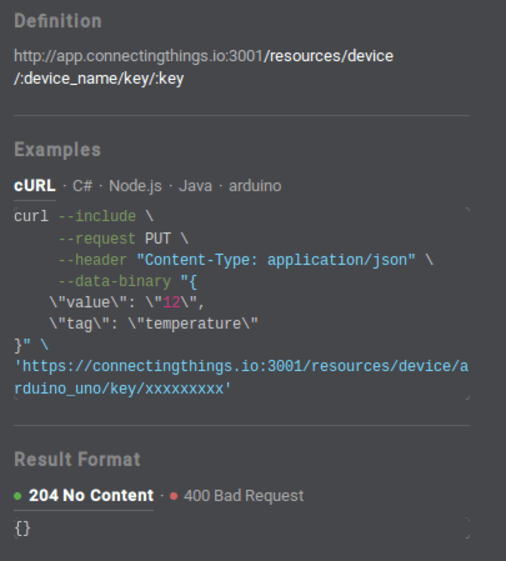 Definition
http://app.connectingthings.io:3001/resources/device
/:device_name/key/:key
Examples
cURL · C# · Node.js · Java · arduino
curl --include \
     --request PUT \
     --header "Content-Type: application/json" \
     --data-binary "{
    \"value\": \"12\",
    \"tag\": \"temperature\"
}" \
'https://connectingthings.io:3001/resources/device/a
rduino_uno/key/xxxxxxxxx'
Result Format
204 No Content · 400 Bad Request
{}